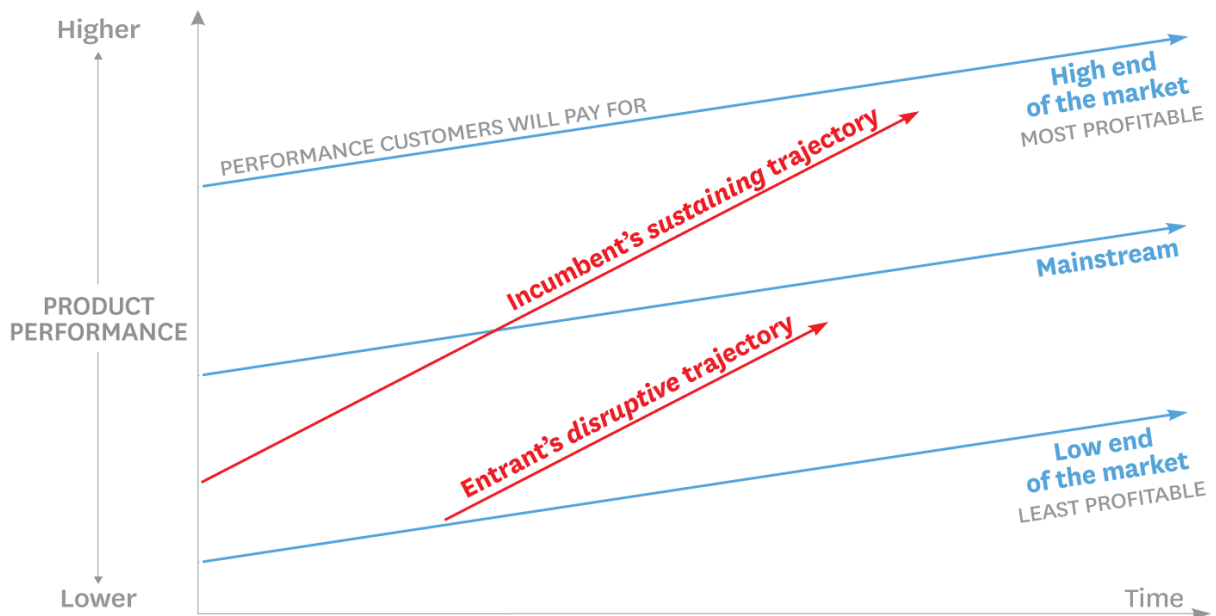 Higher
PRODUCT
PERFORMANCE
Lower
PERFORMANCE CUSTOMERS WILL PAY FOR
Incumbent’s sustaining trajectory
Entrant’s disruptive trajectory
High end
of the market
MOST PROFITABLE
Mainstream
Low end
of the market
LEAST PROFITABLE
Time